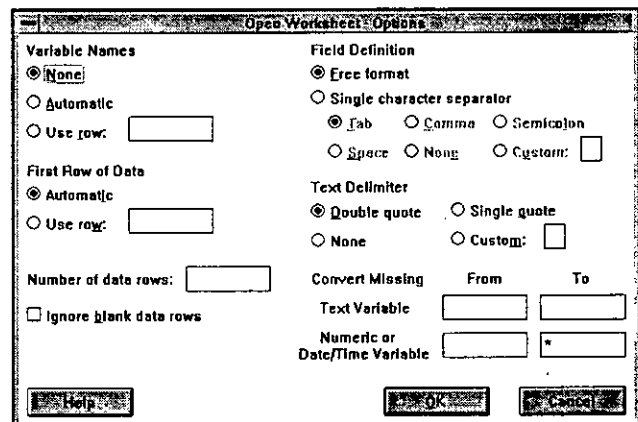 Open Worksheet - Options
Variable Names
None
Automatic
Use row:
First Row of Data
Automatic
Use row:
Number of data rows:
Ignore blank data rows
Field Definition
Free format
Single character separator
Tab Comma Semicolon
Space None Custom:
Text Delimiter
Double quote Single quote
None Custom:
Convert Missing From To
Text Variable
Numeric or
Date/Time Variable *
Help OK Cancel